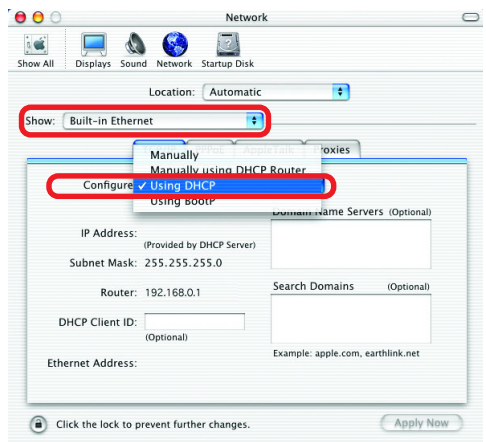 Network
Show All Displays Sound Network Startup Disk
Location: Automatic
Show: Built-in Ethernet
AppleTalk Proxies
Manually
Manually using DHCP Router
Configure ✓ Using DHCP
Using BootP
Domain Name Servers (Optional)
IP Address:
(Provided by DHCP Server)
Subnet Mask: 255.255.255.0
Router: 192.168.0.1
Search Domains (Optional)
DHCP Client ID:
(Optional)
Example: apple.com, earthlink.net
Ethernet Address:
Click the lock to prevent further changes.
Apply Now